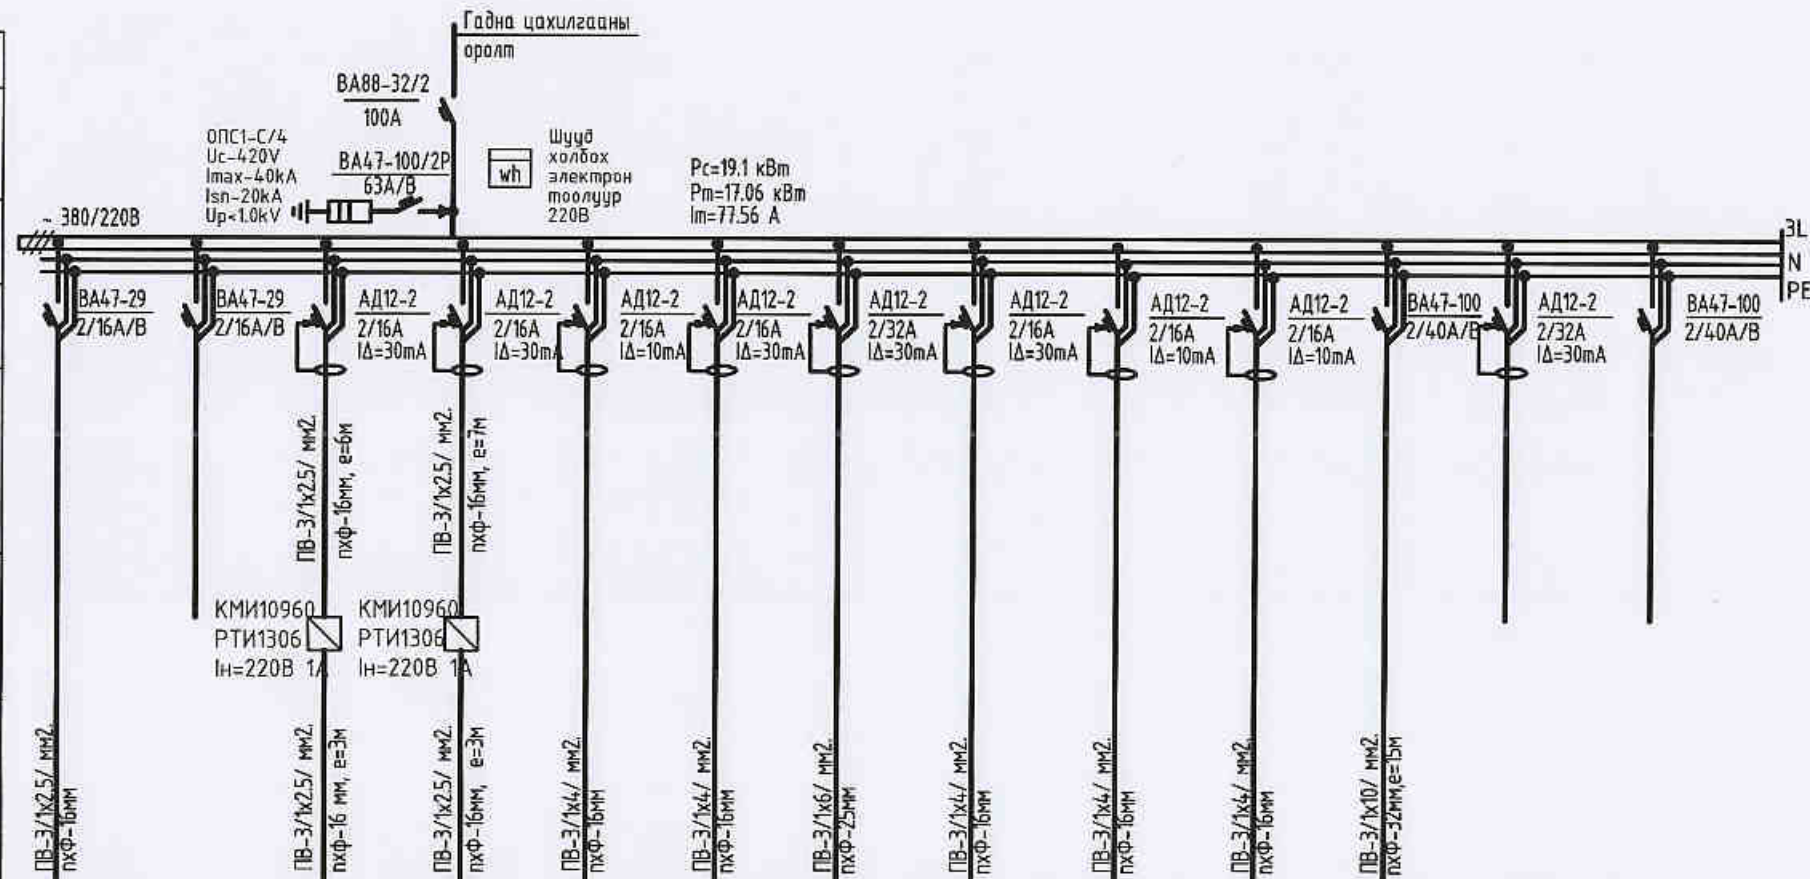 Гадна цахилгааны
оролт
ВА88-32/2
100А
ОПС1-С/4
Uc-420V
Imax-40kA
Isn-20kA
Up<1.0kV
ВА47-100/2Р
63А/В
wh
Шууд
холбох
электрон
тоолуур
220В
Рс=19.1 кВт
Рт=17.06 кВт
Iт=77.56 А
~ 380/220В
3L
N
PE
ВА47-29
2/16А/В
ВА47-29
2/16А/В
АД12-2
2/16А
IΔ=30mA
АД12-2
2/16А
IΔ=30mA
АД12-2
2/16А
IΔ=10mA
АД12-2
2/16А
IΔ=30mA
АД12-2
2/32А
IΔ=30mA
АД12-2
2/16А
IΔ=30mA
АД12-2
2/16А
IΔ=10mA
АД12-2
2/16А
IΔ=10mA
ВА47-100
2/40А/В
АД12-2
2/32А
IΔ=30mA
ВА47-100
2/40А/В
ПВ-3/1х2.5/ мм2.
пхф-16мм, е=6м
ПВ-3/1х2.5/ мм2.
пхф-16мм, е=7м
КМИ10960
РТИ1306
Iн=220В 1А
КМИ10960
РТИ1306
Iн=220В 1А
ПВ-3/1х2.5/ мм2.
пхф-16мм
ПВ-3/1х2.5/ мм2.
пхф-16 мм, е=3м
ПВ-3/1х2.5/ мм2.
пхф-16мм, е=3м
ПВ-3/1х4/ мм2.
пхф-16мм
ПВ-3/1х4/ мм2.
пхф-16мм
ПВ-3/1х6/ мм2.
пхф-25мм
ПВ-3/1х4/ мм2.
пхф-16мм
ПВ-3/1х4/ мм2.
пхф-16мм
ПВ-3/1х4/ мм2.
пхф-16мм
ПВ-3/1х10/ мм2.
пхф-32мм,е=15м